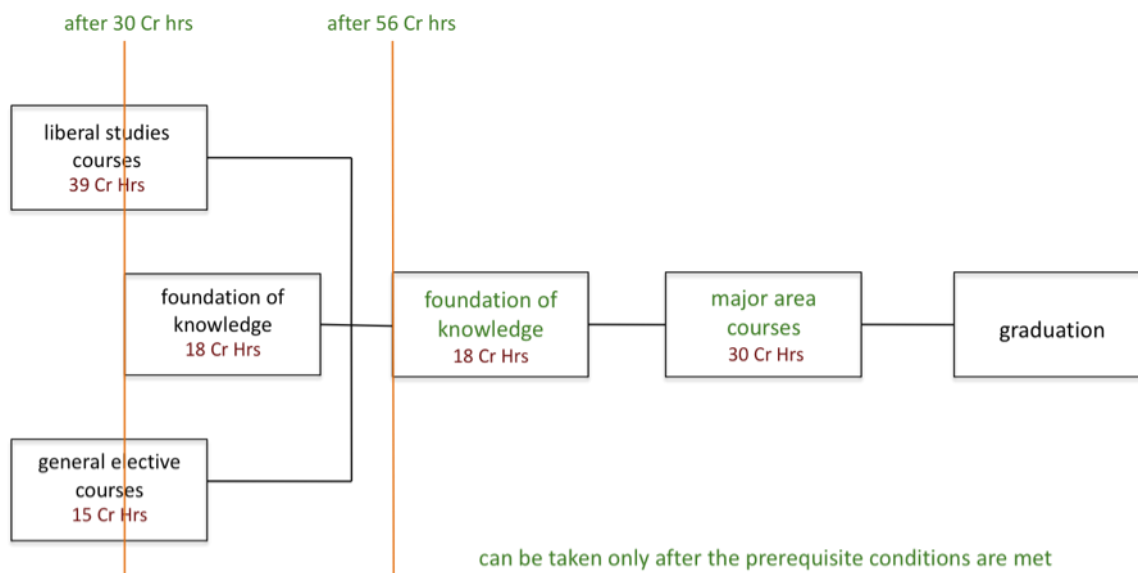 after 30 Cr hrs
after 56 Cr hrs
liberal studies
courses
39 Cr Hrs
foundation of
knowledge
18 Cr Hrs
general elective
courses
15 Cr Hrs
foundation of
knowledge
18 Cr Hrs
major area
courses
30 Cr Hrs
graduation
can be taken only after the prerequisite conditions are met